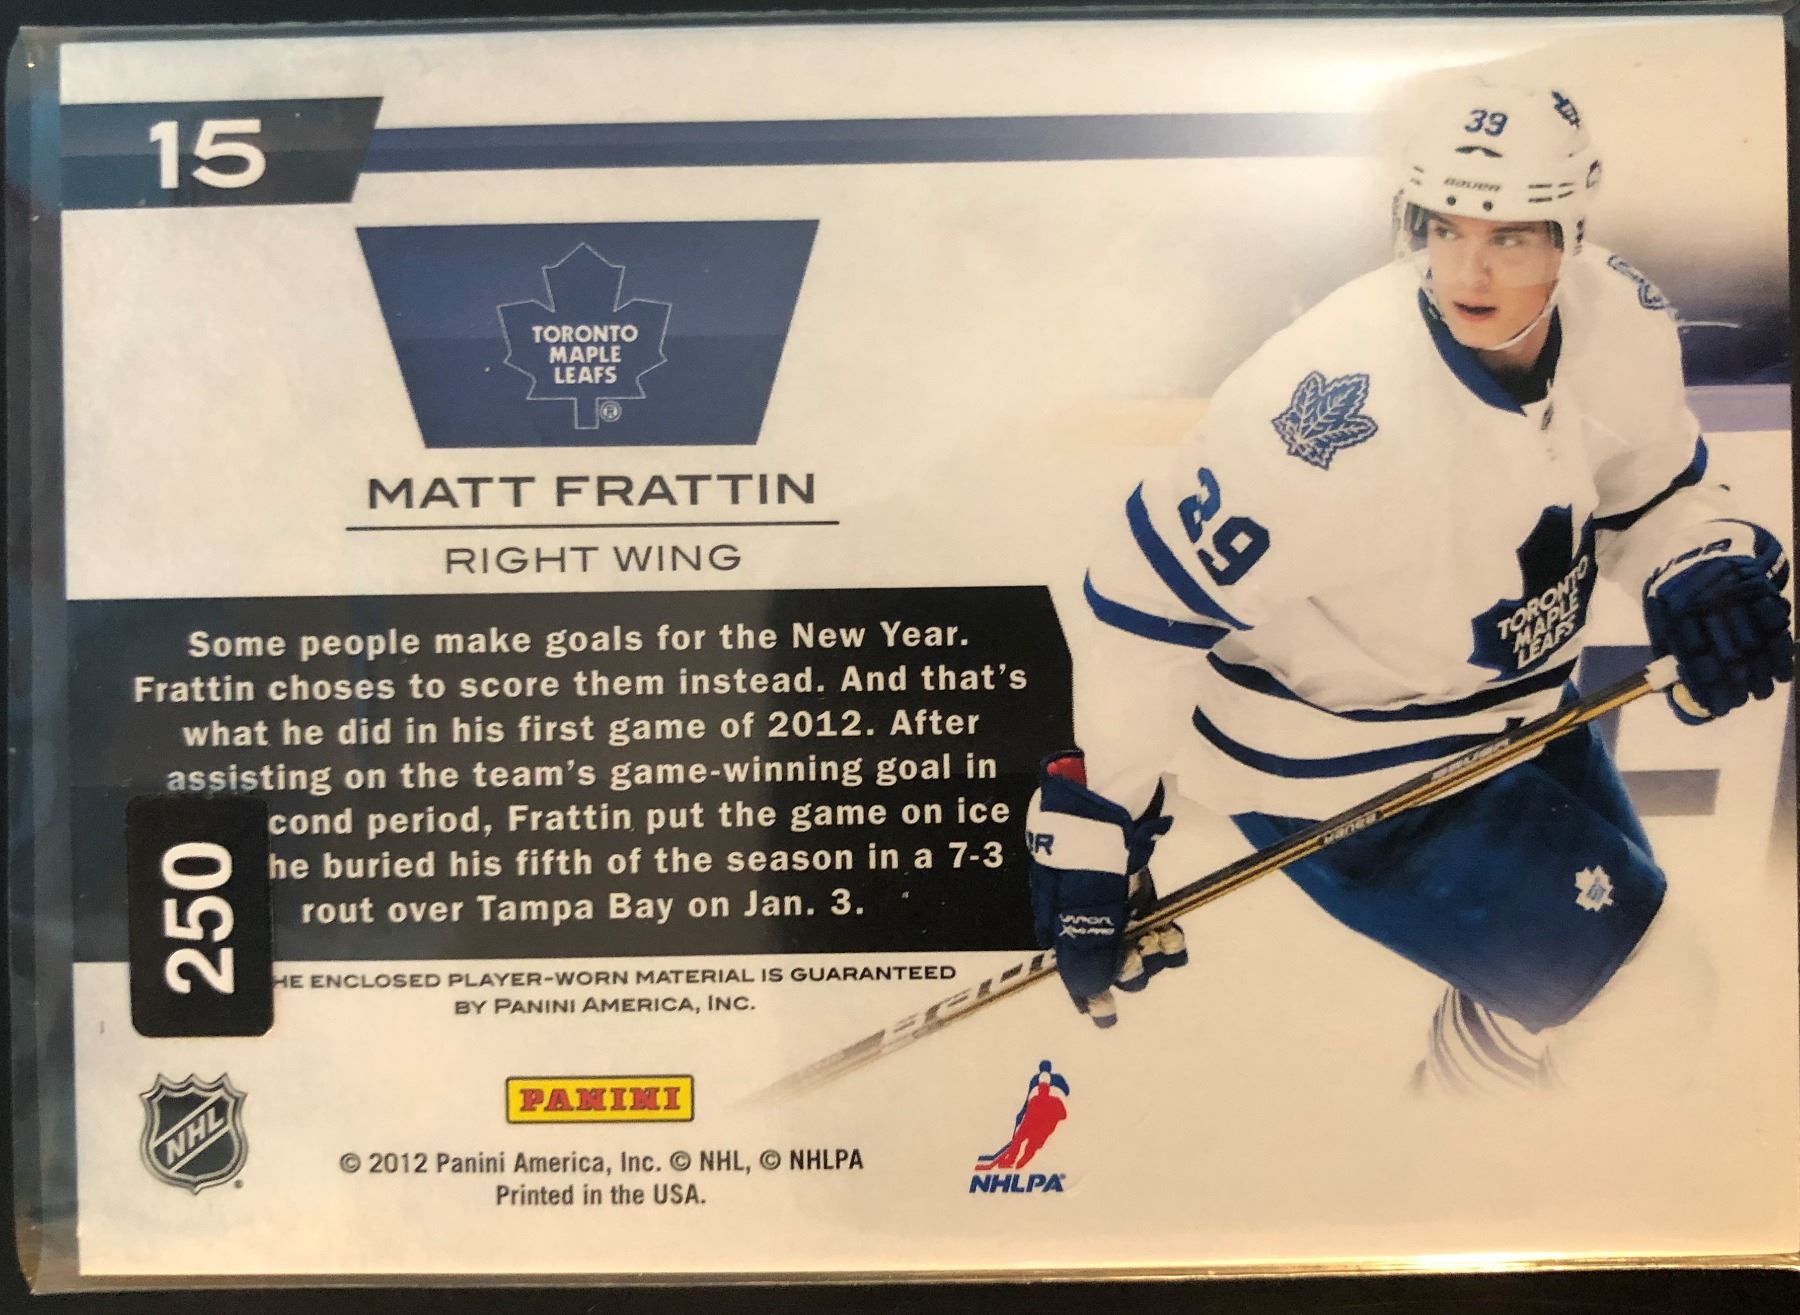 15
TORONTO
MAPLE
LEAFS
®
MATT FRATTIN
RIGHT WING
Some people make goals for the New Year.
Frattin choses to score them instead. And that's
what he did in his first game of 2012. After
assisting on the team's game-winning goal in
cond period, Frattin put the game on ice
he buried his fifth of the season in a 7-3
rout over Tampa Bay on Jan. 3.
250
HE ENCLOSED PLAYER-WORN MATERIAL IS GUARANTEED
BY PANINI AMERICA, INC.
NHL
PANINI
© 2012 Panini America, Inc. © NHL, © NHLPA
Printed in the USA.
NHLPA
39
BAUER
39
TORONTO
MAPLE
LEAFS
VAPOR